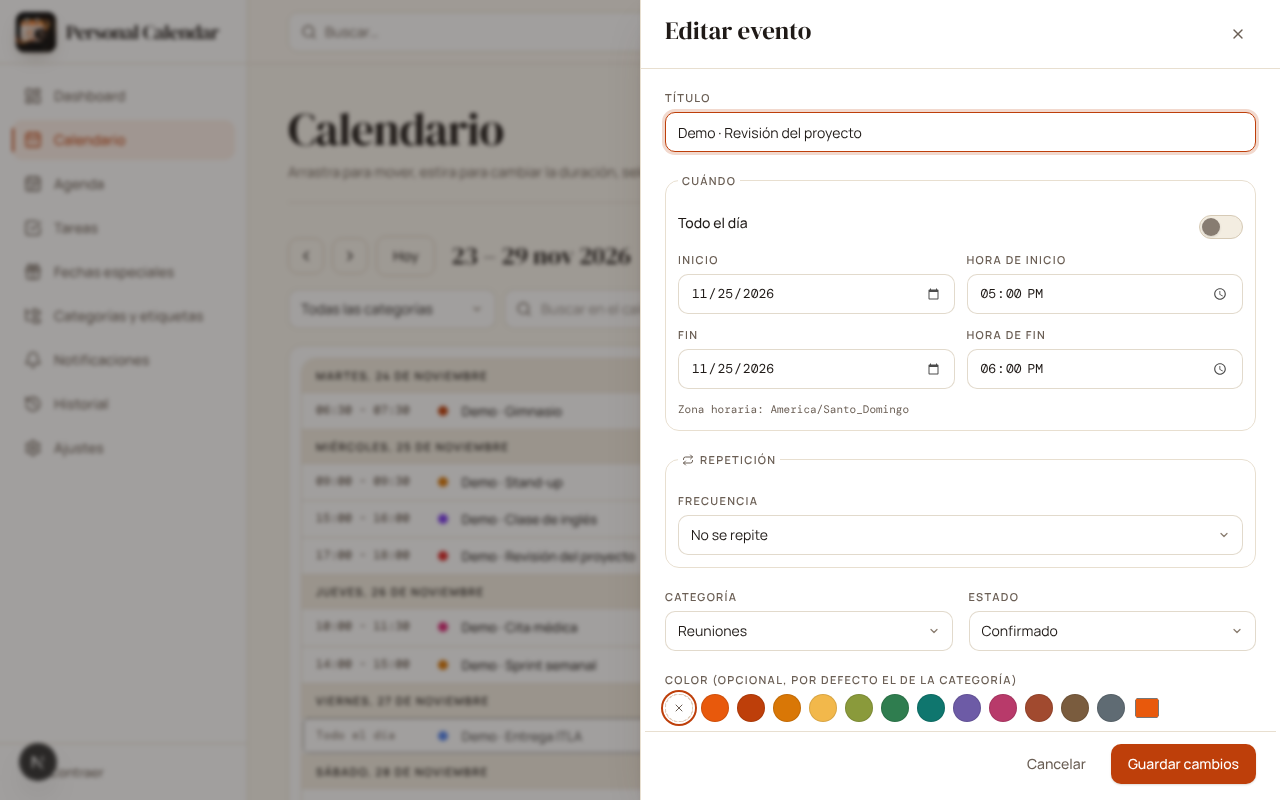 Personal Calendar
Buscar...
Dashboard
Calendario
Agenda
Tareas
Fechas especiales
Categorías y etiquetas
Notificaciones
Historial
Ajustes
Calendario
Arrastra para mover, estira para cambiar la duración,
Hoy
23 – 29 nov 2026
Todas las categorías
Buscar en el
MARTES, 24 DE NOVIEMBRE
06:30 - 07:30 Demo · Gimnasio
MIÉRCOLES, 25 DE NOVIEMBRE
09:00 - 09:30 Demo · Stand-up
15:00 - 16:00 Demo · Clase de inglés
17:00 - 18:00 Demo · Revisión del proyecto
JUEVES, 26 DE NOVIEMBRE
10:00 - 11:30 Demo · Cita médica
14:00 - 15:00 Demo · Sprint semanal
VIERNES, 27 DE NOVIEMBRE
Todo el día Demo · Entrega ITLA
SÁBADO, 28 DE NOVIEMBRE
Editar evento
TÍTULO
Demo · Revisión del proyecto
CUÁNDO
Todo el día
INICIO HORA DE INICIO
11/25/2026 05:00 PM
FIN HORA DE FIN
11/25/2026 06:00 PM
Zona horaria: America/Santo_Domingo
REPETICIÓN
FRECUENCIA
No se repite
CATEGORÍA ESTADO
Reuniones Confirmado
COLOR (OPCIONAL, POR DEFECTO EL DE LA CATEGORÍA)
Cancelar Guardar cambios